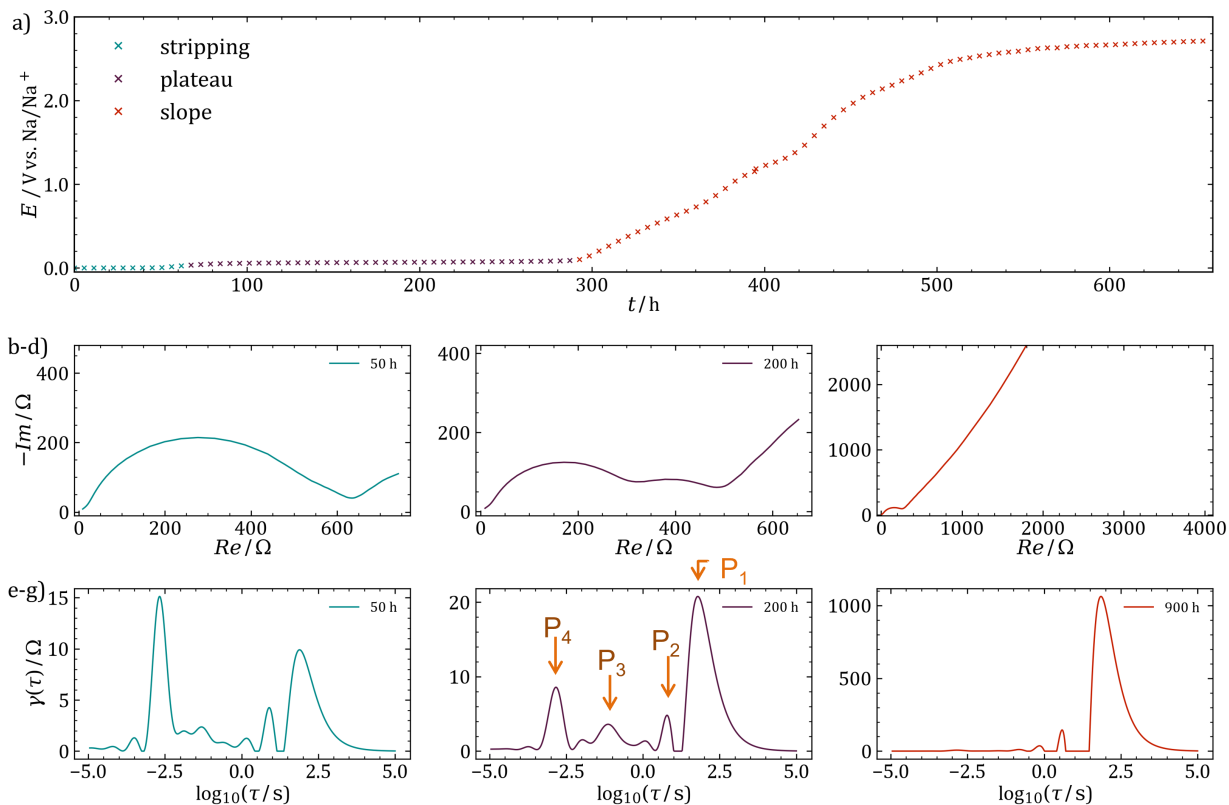 a)
3.0
2.0
1.0
0.0
E / V vs. Na/Na⁺
stripping
plateau
slope
0 100 200 300 400 500 600
t / h
b-d)
400
200
0
−Im / Ω
50 h
0 200 400 600
Re / Ω
400
200
0
200 h
0 200 400 600
Re / Ω
2000
1000
0
0 1000 2000 3000 4000
Re / Ω
e-g)
15
10
5
0
γ(τ) / Ω
50 h
−5.0 −2.5 0.0 2.5 5.0
log₁₀(τ / s)
20
10
0
200 h
P₁
P₂
P₃
P₄
−5.0 −2.5 0.0 2.5 5.0
log₁₀(τ / s)
1000
500
0
900 h
−5.0 −2.5 0.0 2.5 5.0
log₁₀(τ / s)